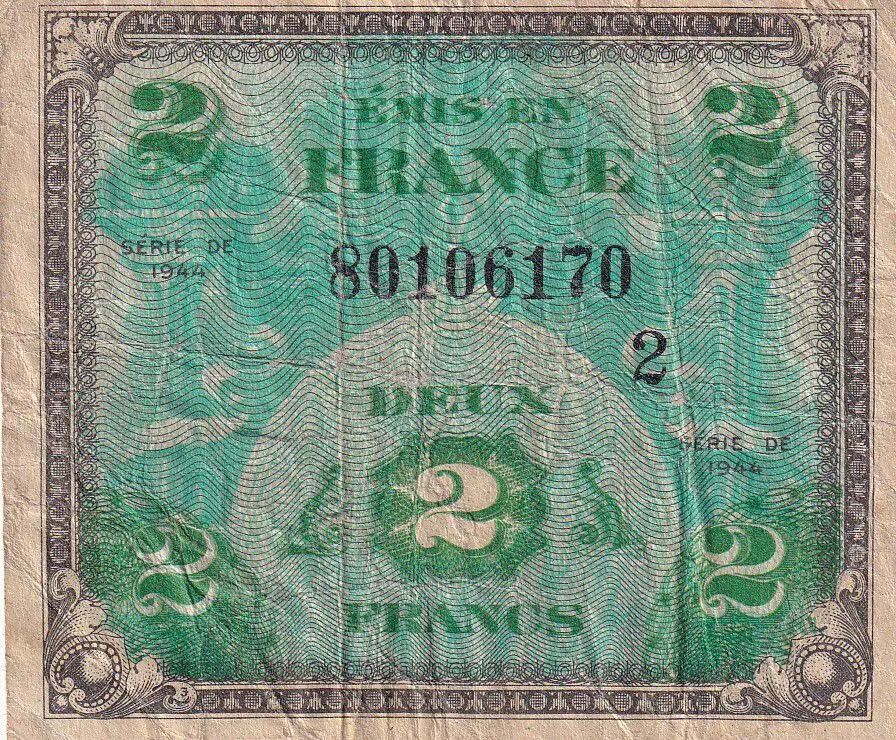 2 2
ÉMIS EN
FRANCE
SÉRIE DE
1944
80106170
2
DEUX
SÉRIE DE
1944
2
2 2
FRANCS